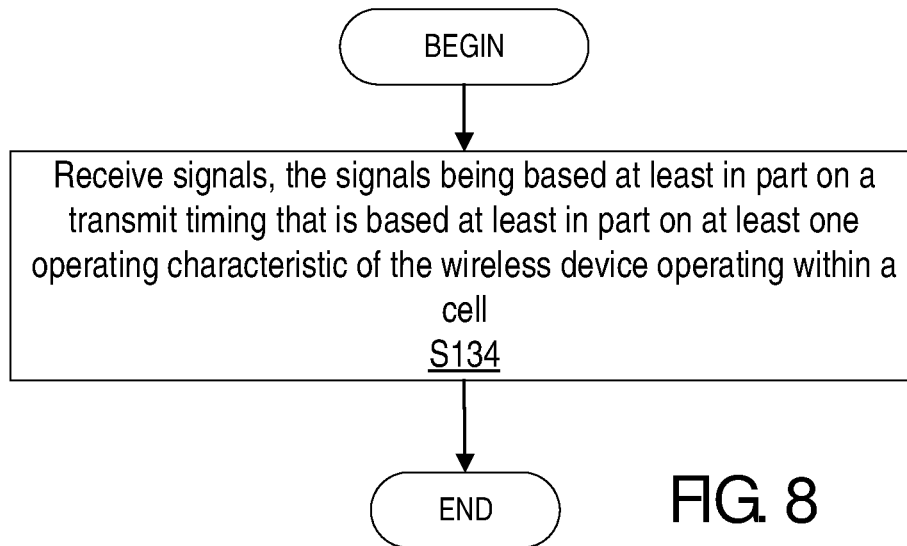 BEGIN
Receive signals, the signals being based at least in part on a
transmit timing that is based at least in part on at least one
operating characteristic of the wireless device operating within a
cell
S134
END
FIG. 8